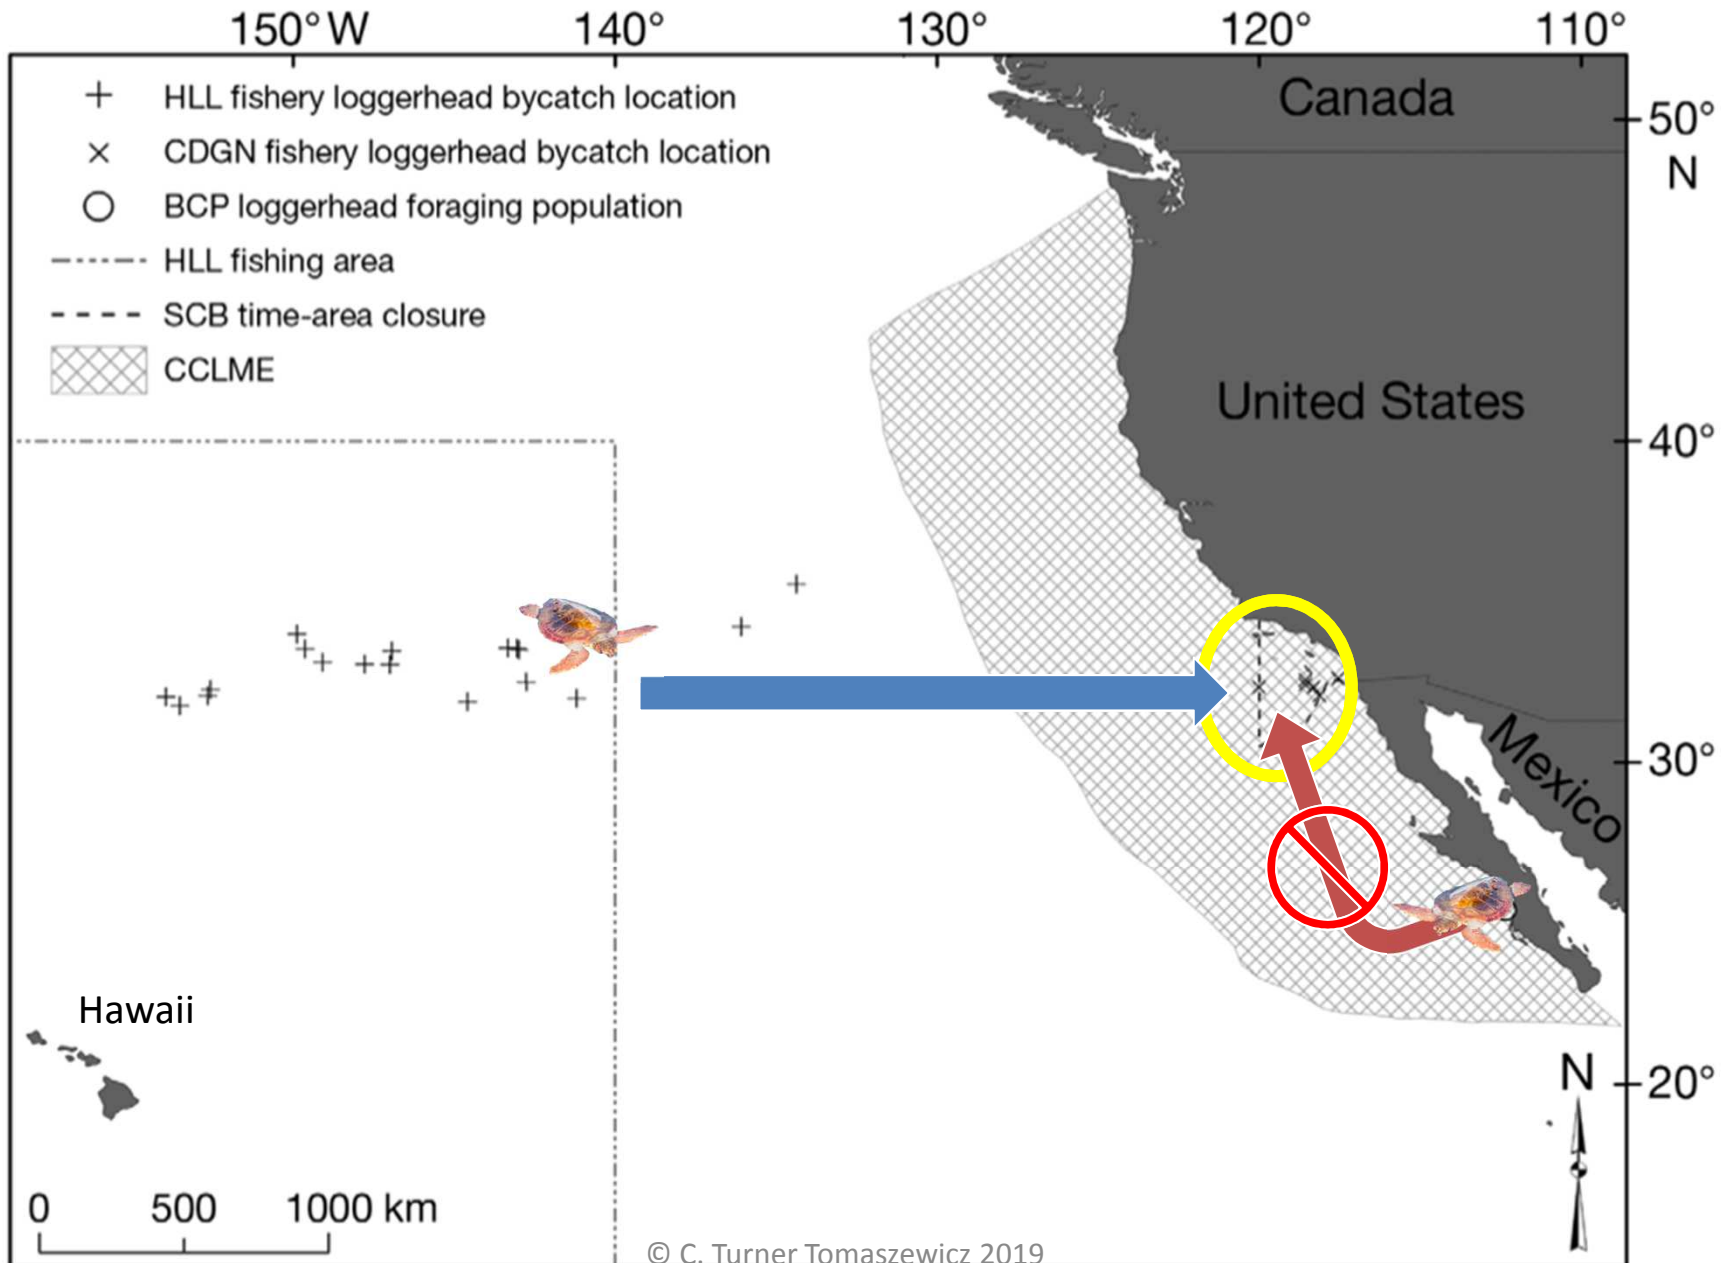 150° W 140° 130° 120° 110°
HLL fishery loggerhead bycatch location
CDGN fishery loggerhead bycatch location
BCP loggerhead foraging population
HLL fishing area
SCB time-area closure
CCLME
Canada
50°
N
United States
40°
30°
Mexico
Hawaii
N
20°
0 500 1000 km
© C. Turner Tomaszewicz 2019